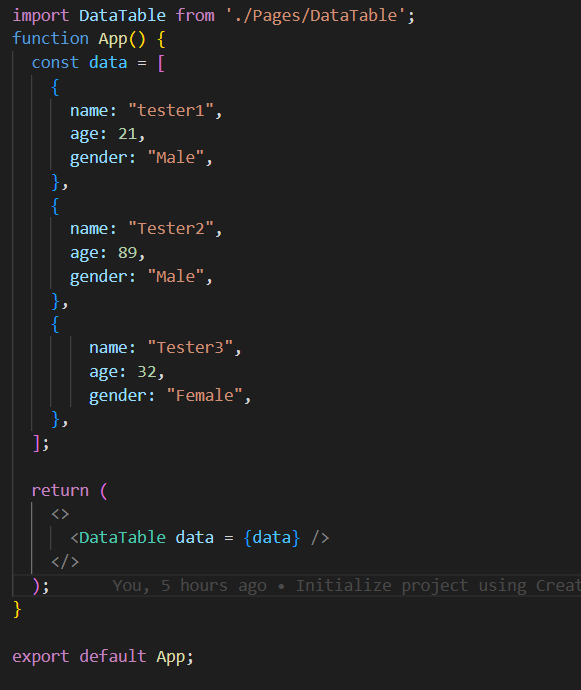 import DataTable from './Pages/DataTable';
function App() {
  const data = [
    {
      name: "tester1",
      age: 21,
      gender: "Male",
    },
    {
      name: "Tester2",
      age: 89,
      gender: "Male",
    },
    {
        name: "Tester3",
        age: 32,
        gender: "Female",
    },
  ];

  return (
    <>
      <DataTable data = {data} />
    </>
  );      You, 5 hours ago • Initialize project using Creat
}

export default App;